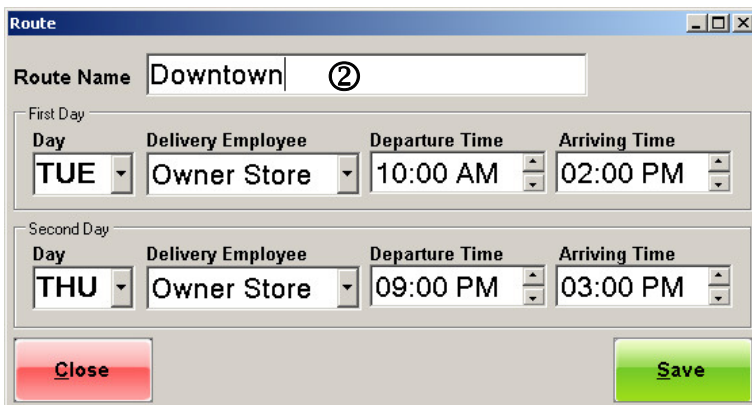 Route
Route Name Downtown ②
First Day
Day Delivery Employee Departure Time Arriving Time
TUE Owner Store 10:00 AM 02:00 PM
Second Day
Day Delivery Employee Departure Time Arriving Time
THU Owner Store 09:00 PM 03:00 PM
Close Save